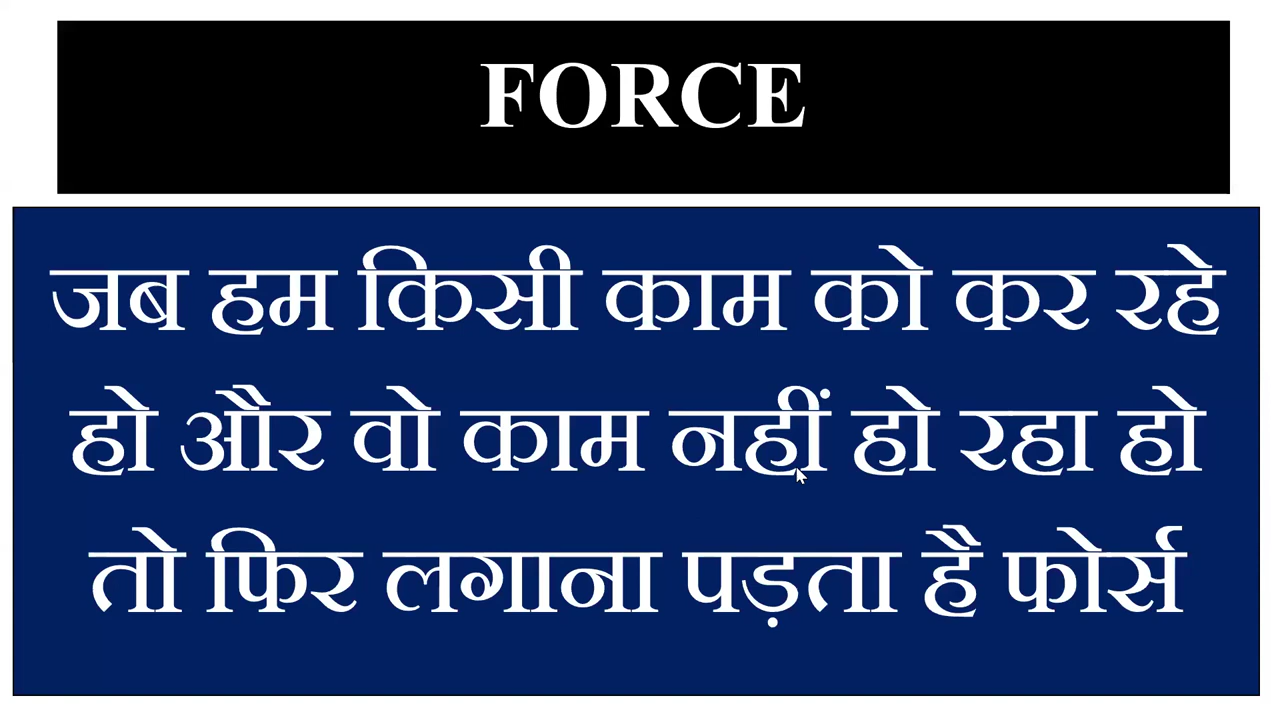 FORCE
जब हम किसी काम को कर रहे
हो और वो काम नहीं हो रहा हो
तो फिर लगाना पड़ता है फोर्स